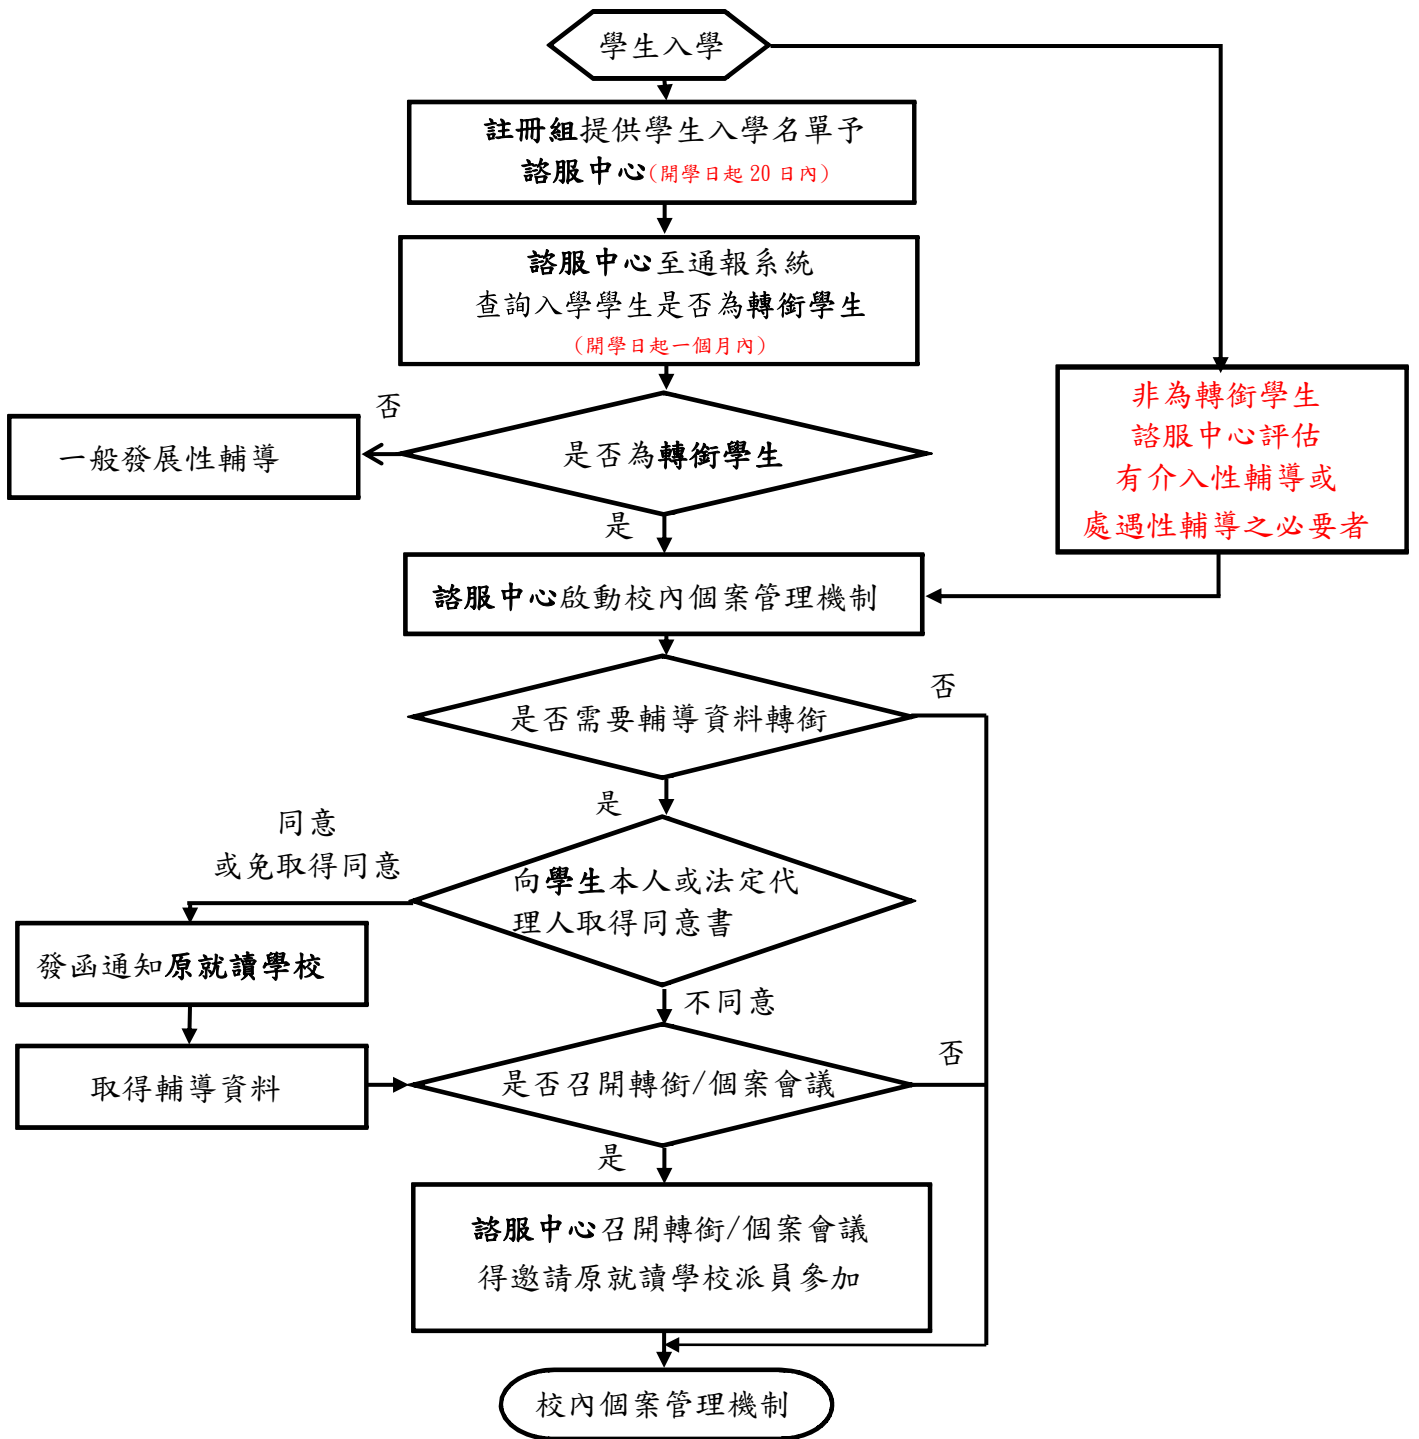 學生入學
註冊組提供學生入學名單予
諮服中心(開學日起 20 日內)
諮服中心至通報系統
查詢入學學生是否為轉銜學生
(開學日起一個月內)
否
是否為轉銜學生
一般發展性輔導
非為轉銜學生
諮服中心評估
有介入性輔導或
處遇性輔導之必要者
是
諮服中心啟動校內個案管理機制
是否需要輔導資料轉銜
否
是
同意
或免取得同意
向學生本人或法定代
理人取得同意書
發函通知原就讀學校
不同意
取得輔導資料
是否召開轉銜/個案會議
否
是
諮服中心召開轉銜/個案會議
得邀請原就讀學校派員參加
校內個案管理機制